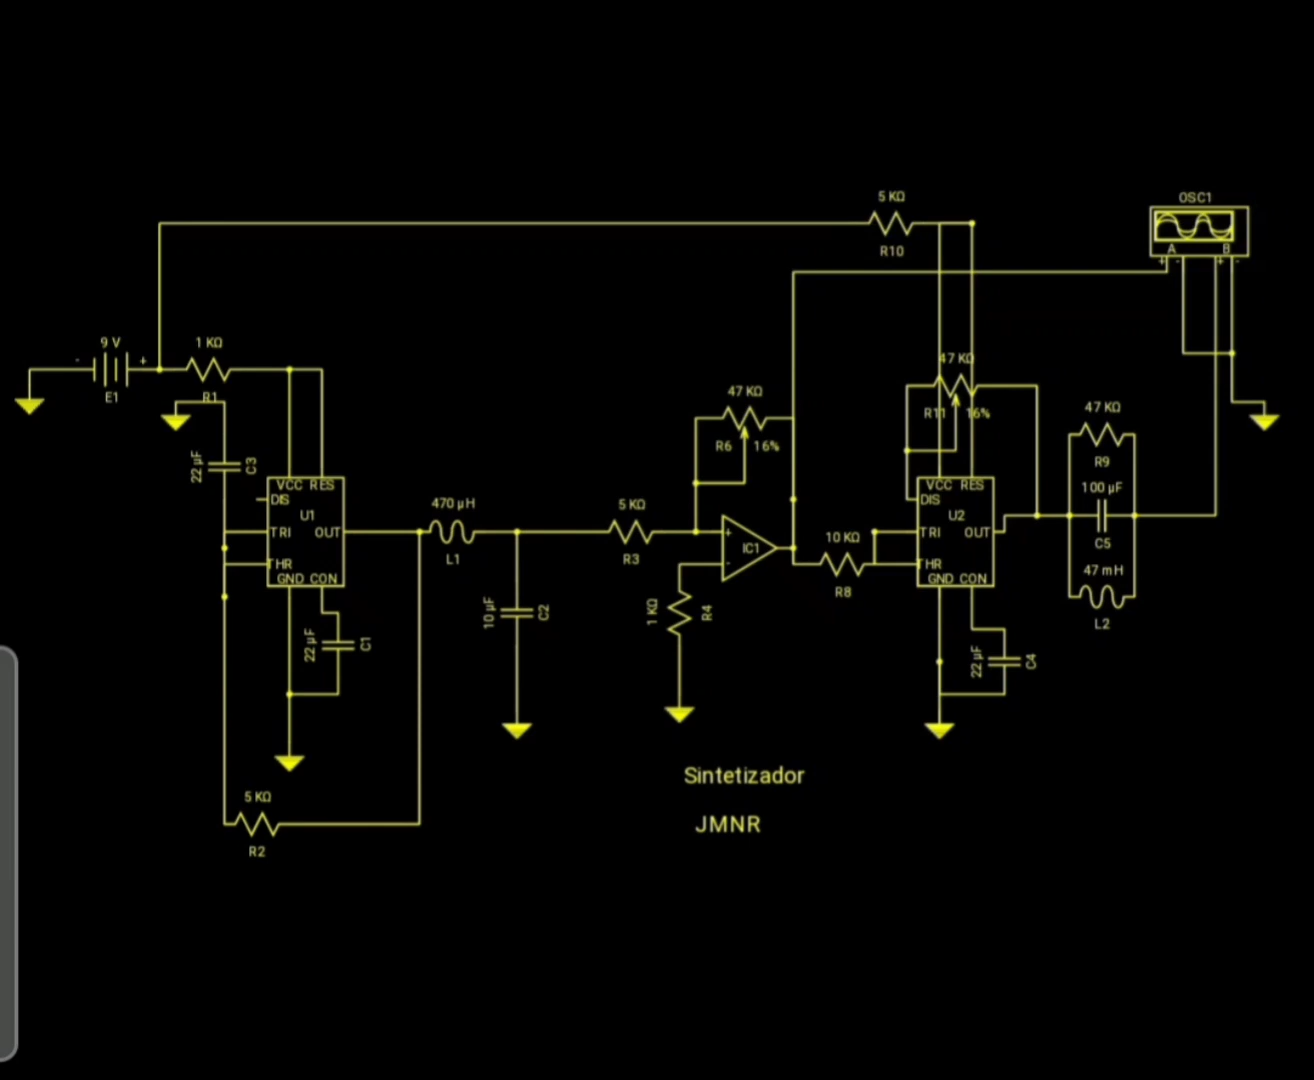 OSC1
A B
+ - + -
5 KΩ
R10
9 V
- +
E1
1 KΩ
R1
22 µF
C3
VCC RES
DIS
U1
TRI OUT
THR
GND CON
22 µF
C1
5 KΩ
R2
470 µH
L1
10 µF
C2
5 KΩ
R3
47 KΩ
R6 16%
+
IC1
-
1 KΩ
R4
10 KΩ
R8
47 KΩ
R11 16%
VCC RES
DIS
U2
TRI OUT
THR
GND CON
22 µF
C4
47 KΩ
R9
100 µF
C5
47 mH
L2
Sintetizador
JMNR